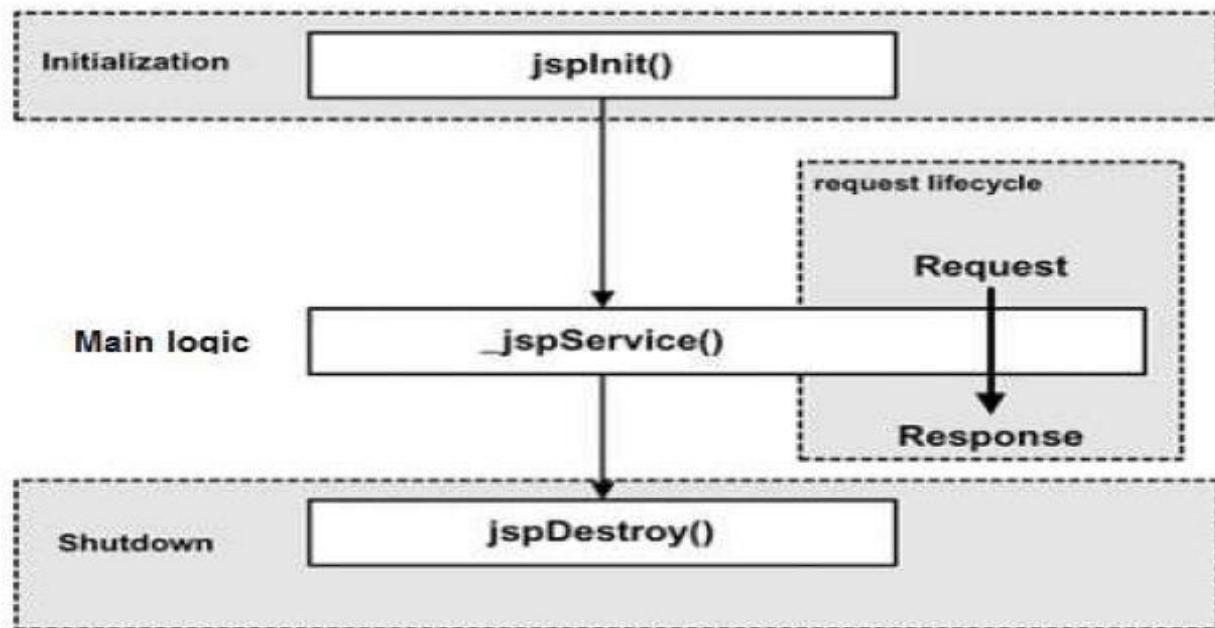 Initialization
jspInit()
request lifecycle
Request
Main logic
_jspService()
Response
Shutdown
jspDestroy()